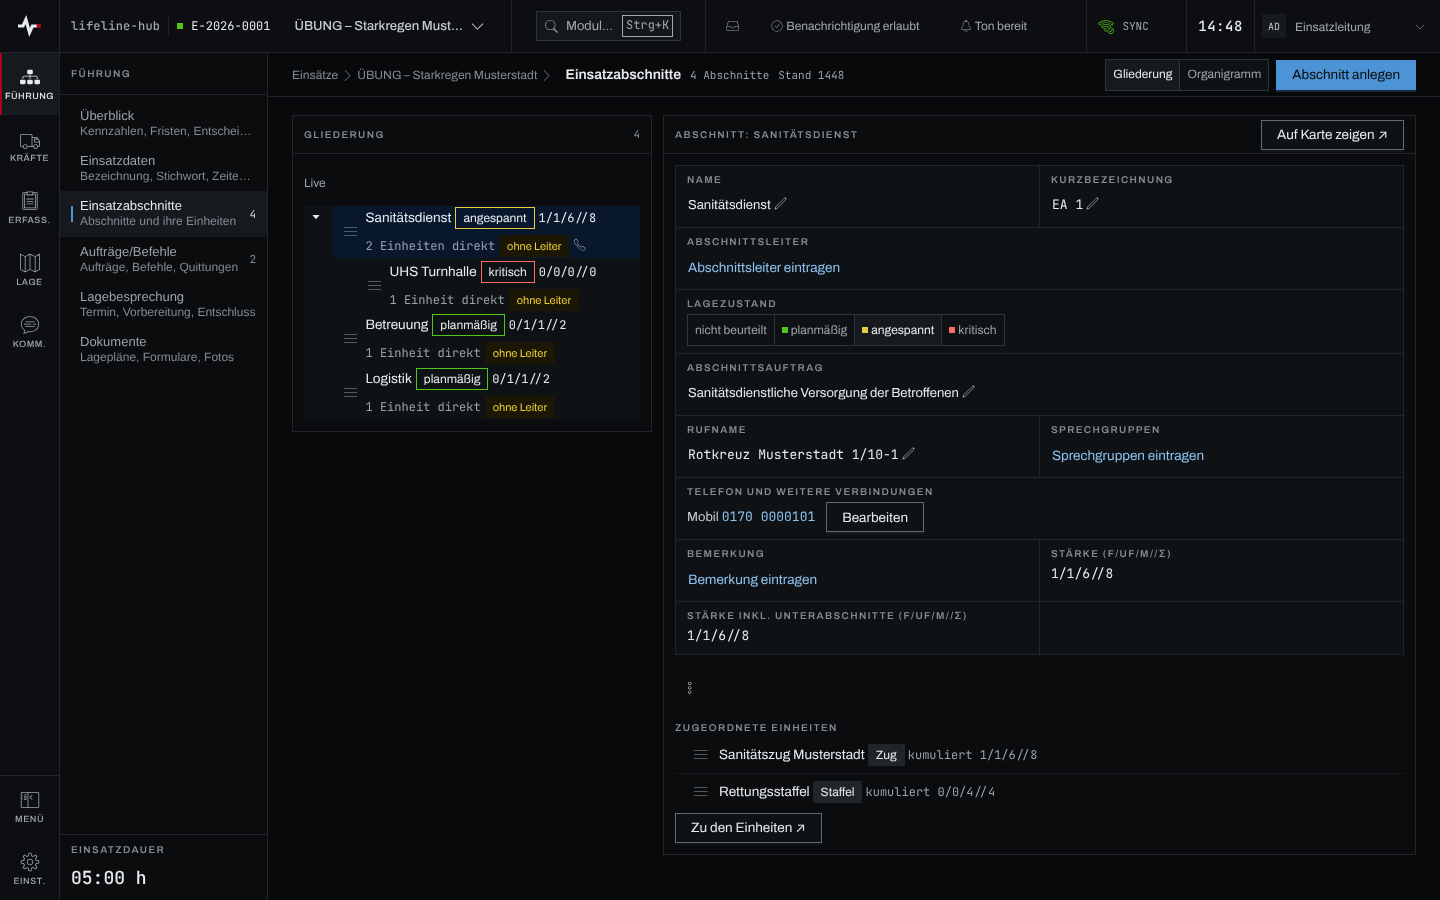 lifeline-hub
E-2026-0001
ÜBUNG – Starkregen Must...
Modul...
Strg+K
Benachrichtigung erlaubt
Ton bereit
SYNC
14:48
AD
Einsatzleitung
FÜHRUNG
KRÄFTE
ERFASS.
LAGE
KOMM.
MENÜ
EINST.
FÜHRUNG
Überblick
Kennzahlen, Fristen, Entschei...
Einsatzdaten
Bezeichnung, Stichwort, Zeite...
Einsatzabschnitte
Abschnitte und ihre Einheiten
4
Aufträge/Befehle
Aufträge, Befehle, Quittungen
2
Lagebesprechung
Termin, Vorbereitung, Entschluss
Dokumente
Lagepläne, Formulare, Fotos
EINSATZDAUER
05:00 h
Einsätze
ÜBUNG – Starkregen Musterstadt
Einsatzabschnitte
4 Abschnitte
Stand 1448
Gliederung
Organigramm
Abschnitt anlegen
GLIEDERUNG
4
Live
Sanitätsdienst angespannt 1/1/6//8
2 Einheiten direkt ohne Leiter
UHS Turnhalle kritisch 0/0/0//0
1 Einheit direkt ohne Leiter
Betreuung planmäßig 0/1/1//2
1 Einheit direkt ohne Leiter
Logistik planmäßig 0/1/1//2
1 Einheit direkt ohne Leiter
ABSCHNITT: SANITÄTSDIENST
Auf Karte zeigen ↗
NAME
Sanitätsdienst
KURZBEZEICHNUNG
EA 1
ABSCHNITTSLEITER
Abschnittsleiter eintragen
LAGEZUSTAND
nicht beurteilt
planmäßig
angespannt
kritisch
ABSCHNITTSAUFTRAG
Sanitätsdienstliche Versorgung der Betroffenen
RUFNAME
Rotkreuz Musterstadt 1/10-1
SPRECHGRUPPEN
Sprechgruppen eintragen
TELEFON UND WEITERE VERBINDUNGEN
Mobil 0170 0000101
Bearbeiten
BEMERKUNG
Bemerkung eintragen
STÄRKE (F/UF/M//Σ)
1/1/6//8
STÄRKE INKL. UNTERABSCHNITTE (F/UF/M//Σ)
1/1/6//8
ZUGEORDNETE EINHEITEN
Sanitätszug Musterstadt Zug kumuliert 1/1/6//8
Rettungsstaffel Staffel kumuliert 0/0/4//4
Zu den Einheiten ↗